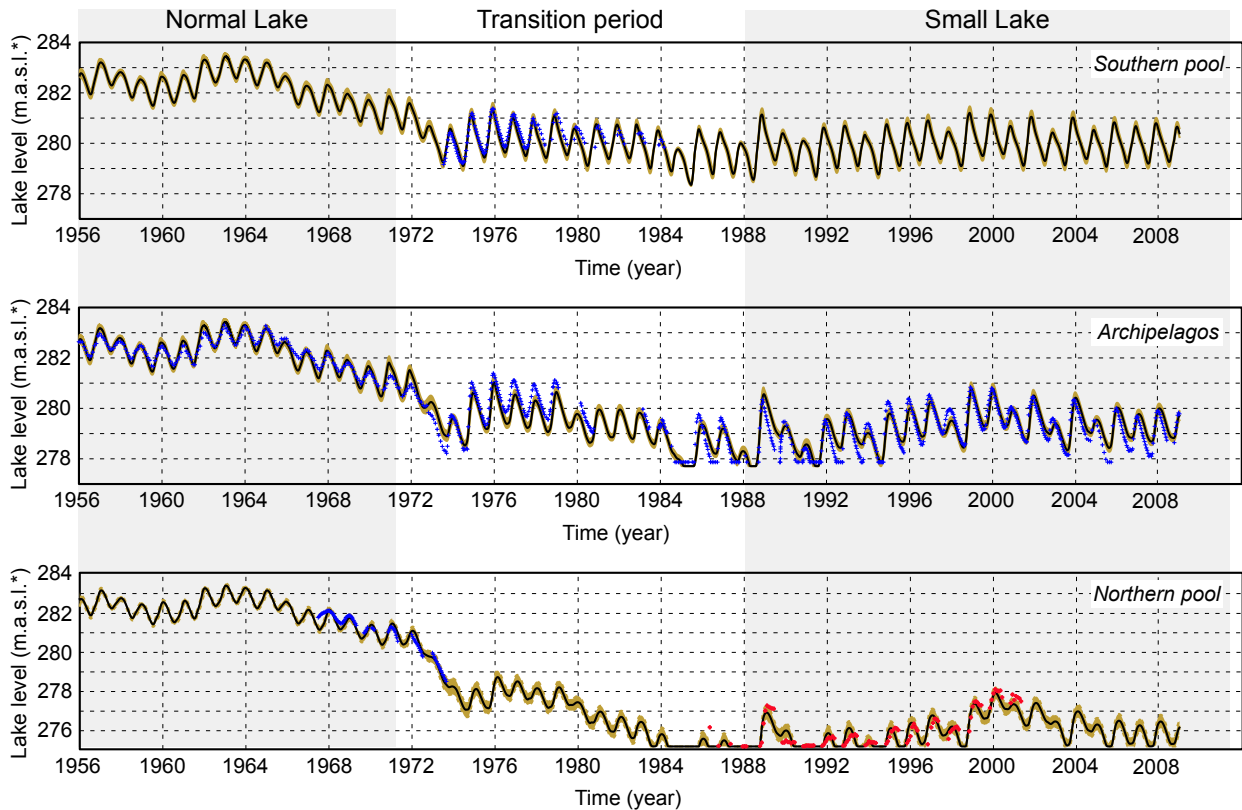 Normal Lake Transition period Small Lake
Lake level (m.a.s.l.*)
284
282
280
278
Southern pool
1956 1960 1964 1968 1972 1976 1980 1984 1988 1992 1996 2000 2004 2008
Time (year)
Lake level (m.a.s.l.*)
284
282
280
278
Archipelagos
1956 1960 1964 1968 1972 1976 1980 1984 1988 1992 1996 2000 2004 2008
Time (year)
Lake level (m.a.s.l.*)
284
282
280
278
276
Northern pool
1956 1960 1964 1968 1972 1976 1980 1984 1988 1992 1996 2000 2004 2008
Time (year)